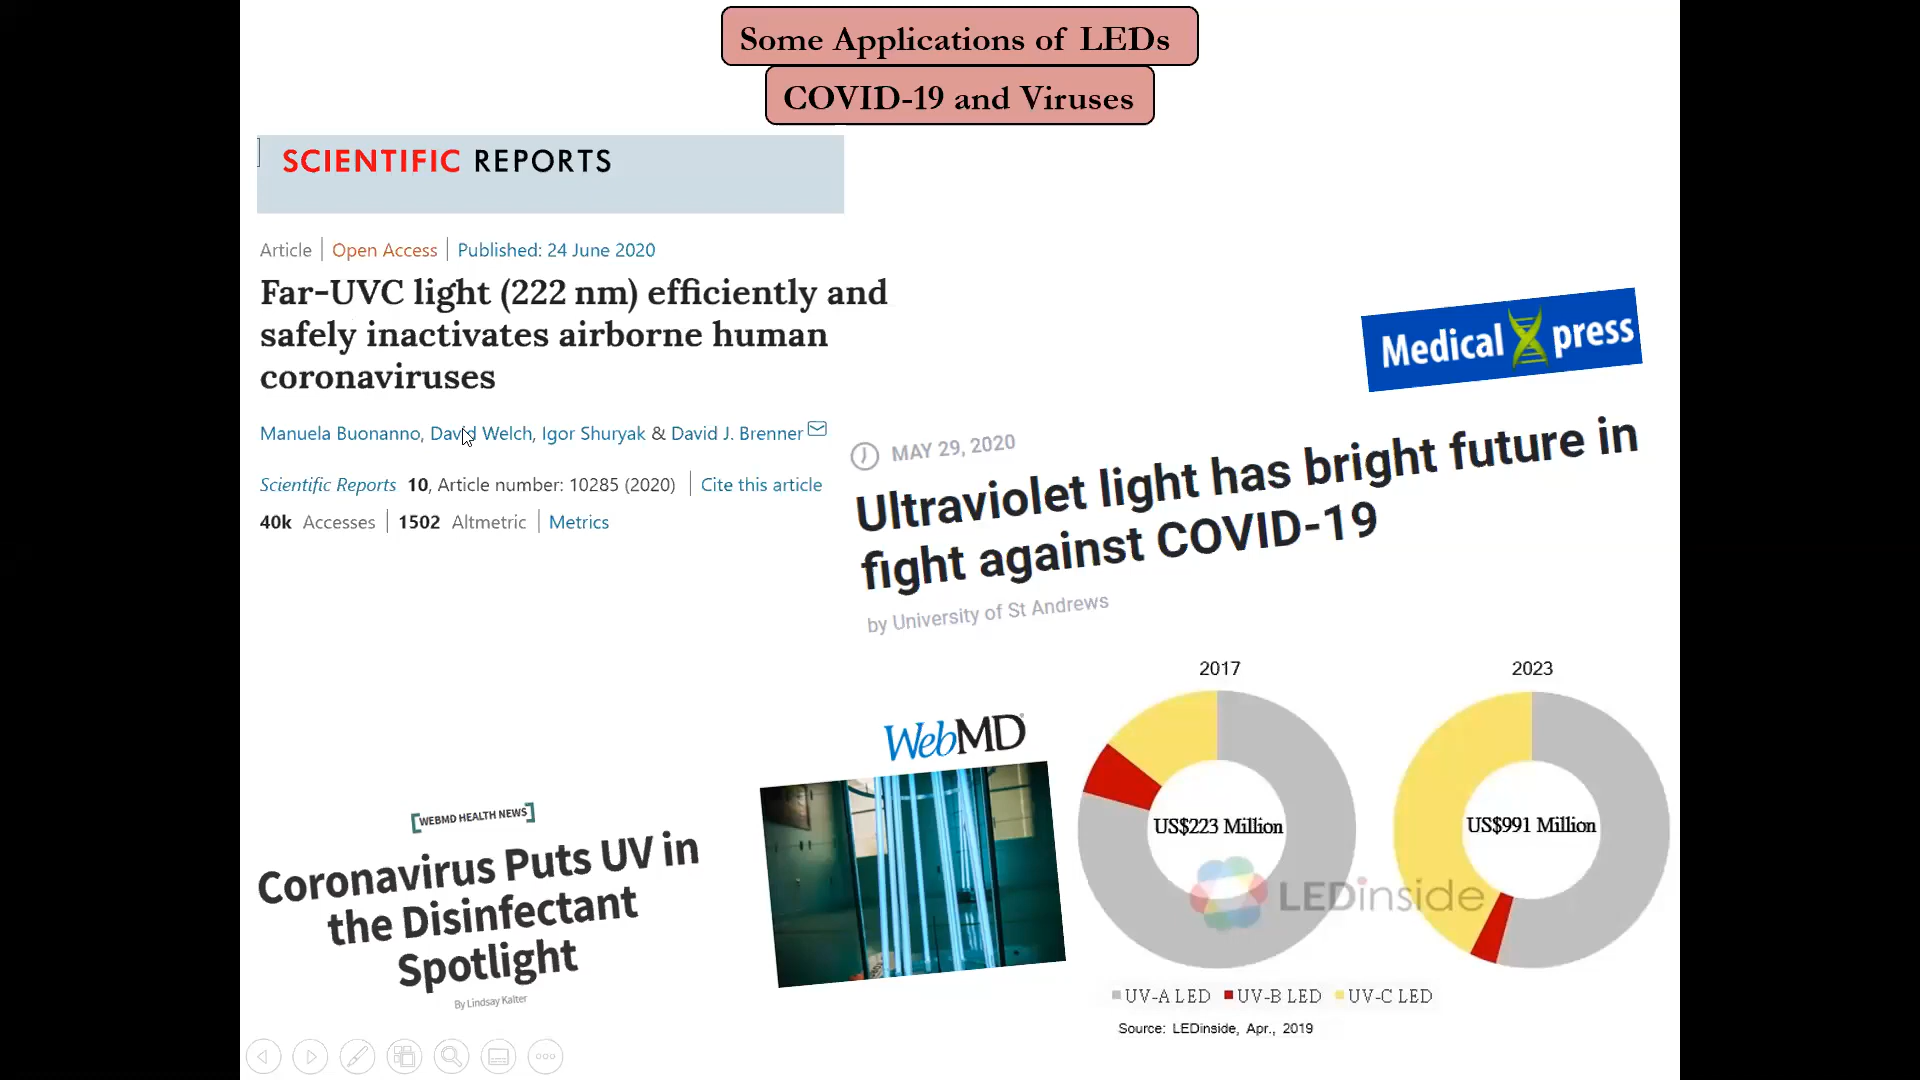 Some Applications of LEDs
COVID-19 and Viruses
SCIENTIFIC REPORTS
Article | Open Access | Published: 24 June 2020
Far-UVC light (222 nm) efficiently and
safely inactivates airborne human
coronaviruses
Manuela Buonanno, David Welch, Igor Shuryak & David J. Brenner
Scientific Reports 10, Article number: 10285 (2020) | Cite this article
40k Accesses | 1502 Altmetric | Metrics
Medical Xpress
MAY 29, 2020
Ultraviolet light has bright future in
fight against COVID-19
by University of St Andrews
WebMD
[WEBMD HEALTH NEWS]
Coronavirus Puts UV in
the Disinfectant
Spotlight
By Lindsay Kalter
2017
2023
US$223 Million
US$991 Million
LEDinside
UV-A LED UV-B LED UV-C LED
Source: LEDinside, Apr., 2019